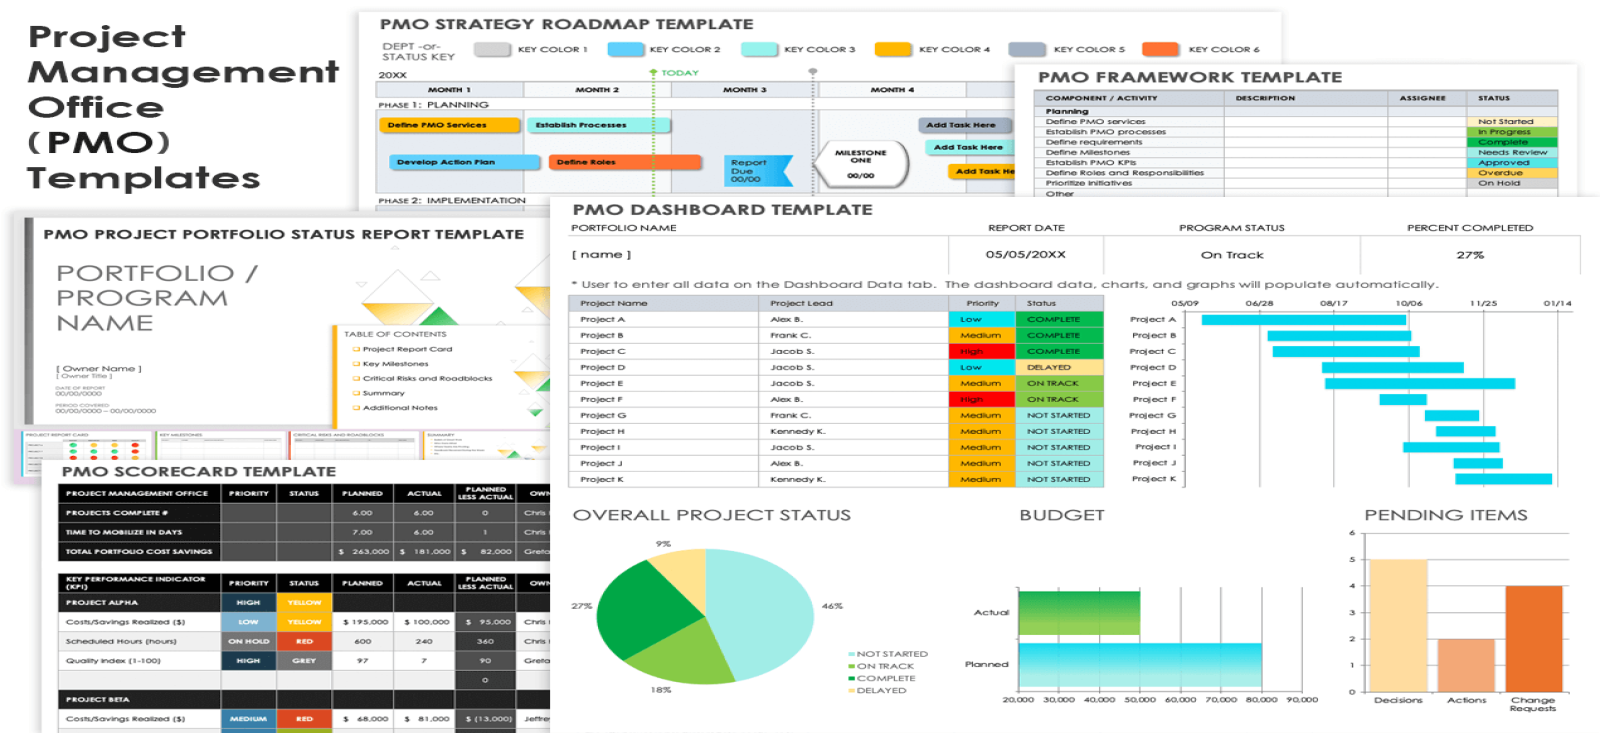 Project
Management
Office
(PMO)
Templates
PMO STRATEGY ROADMAP TEMPLATE
DEPT -or-
STATUS KEY
KEY COLOR 1
KEY COLOR 2
KEY COLOR 3
KEY COLOR 4
KEY COLOR 5
KEY COLOR 6
20XX
TODAY
MONTH 1
MONTH 2
MONTH 3
MONTH 4
PHASE 1: PLANNING
Define PMO Services
Establish Processes
Add Task Here
Add Task Here
Develop Action Plan
Define Roles
Report
Due
00/00
MILESTONE
ONE
00/00
Add Task He
PHASE 2: IMPLEMENTATION
PMO FRAMEWORK TEMPLATE
COMPONENT / ACTIVITY DESCRIPTION ASSIGNEE STATUS
Planning
Define PMO services Not Started
Establish PMO processes In Progress
Define requirements Complete
Define Milestones Needs Review
Establish PMO KPIs Approved
Define Roles and Responsibilities Overdue
Prioritize Initiatives On Hold
Other
PMO PROJECT PORTFOLIO STATUS REPORT TEMPLATE
PORTFOLIO /
PROGRAM
NAME
[ Owner Name ]
[ Owner Title ]
DATE OF REPORT
00/00/0000
PERIOD COVERED
00/00/0000 – 00/00/0000
TABLE OF CONTENTS
Project Report Card
Key Milestones
Critical Risks and Roadblocks
Summary
Additional Notes
PROJECT REPORT CARD
KEY MILESTONES
CRITICAL RISKS AND ROADBLOCKS
SUMMARY
PMO SCORECARD TEMPLATE
PROJECT MANAGEMENT OFFICE PRIORITY STATUS PLANNED ACTUAL PLANNED LESS ACTUAL OWN
PROJECTS COMPLETE # 6.00 6.00 0 Chris
TIME TO MOBILIZE IN DAYS 7.00 6.00 1 Chris
TOTAL PORTFOLIO COST SAVINGS $ 263,000 $ 181,000 $ 82,000 Greta
KEY PERFORMANCE INDICATOR (KPI) PRIORITY STATUS PLANNED ACTUAL PLANNED LESS ACTUAL OWN
PROJECT ALPHA HIGH YELLOW
Costs/Savings Realized ($) LOW YELLOW $ 195,000 $ 100,000 $ 95,000 Chris
Scheduled Hours (hours) ON HOLD RED 600 240 360 Chris
Quality Index (1-100) HIGH GREY 97 7 90 Greta
0
PROJECT BETA
Costs/Savings Realized ($) MEDIUM RED $ 68,000 $ 81,000 $ (13,000) Jeffre
PMO DASHBOARD TEMPLATE
PORTFOLIO NAME REPORT DATE PROGRAM STATUS PERCENT COMPLETED
[ name ] 05/05/20XX On Track 27%
* User to enter all data on the Dashboard Data tab. The dashboard data, charts, and graphs will populate automatically.
Project Name Project Lead Priority Status
Project A Alex B. Low COMPLETE
Project B Frank C. Medium COMPLETE
Project C Jacob S. High COMPLETE
Project D Jacob S. Low DELAYED
Project E Jacob S. Medium ON TRACK
Project F Alex B. High ON TRACK
Project G Frank C. Medium NOT STARTED
Project H Kennedy K. Medium NOT STARTED
Project I Jacob S. Medium NOT STARTED
Project J Alex B. Medium NOT STARTED
Project K Kennedy K. Medium NOT STARTED
05/09 06/28 08/17 10/06 11/25 01/14
Project A
Project B
Project C
Project D
Project E
Project F
Project G
Project H
Project I
Project J
Project K
OVERALL PROJECT STATUS
9%
27%
46%
18%
NOT STARTED
ON TRACK
COMPLETE
DELAYED
BUDGET
Actual
Planned
20,000 30,000 40,000 50,000 60,000 70,000 80,000 90,000
PENDING ITEMS
6
5
4
3
2
1
0
Decisions Actions Change Requests